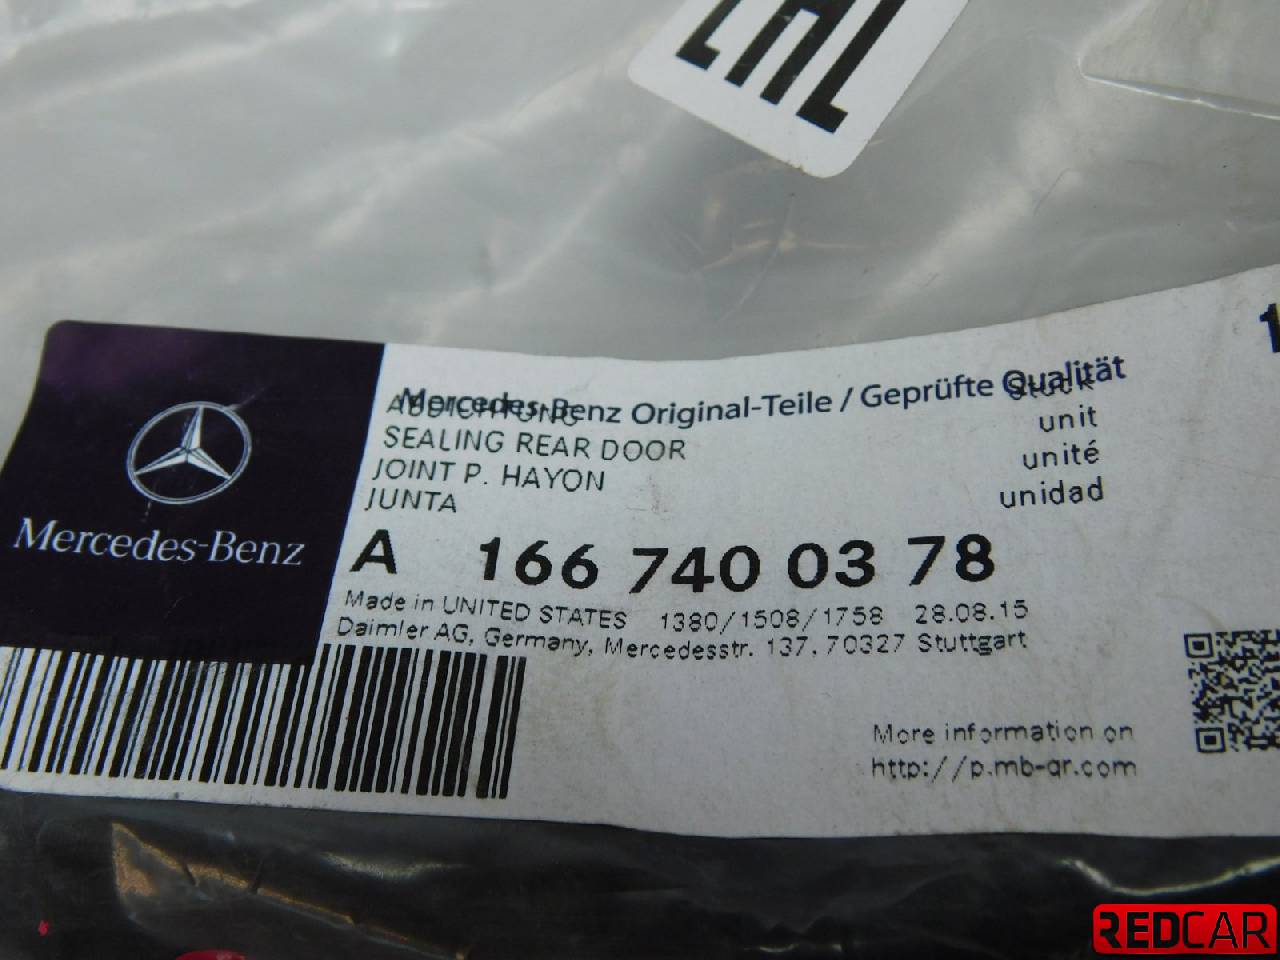 EAC
Mercedes-Benz Original-Teile / Geprüfte Qualität
ABDICHTUNG Stück
SEALING REAR DOOR unit
JOINT P. HAYON unité
JUNTA unidad
Mercedes-Benz
A 166 740 03 78
Made in UNITED STATES 1380/1508/1758 28.08.15
Daimler AG, Germany, Mercedesstr. 137, 70327 Stuttgart
More information on
http://p.mb-qr.com
REDCAR